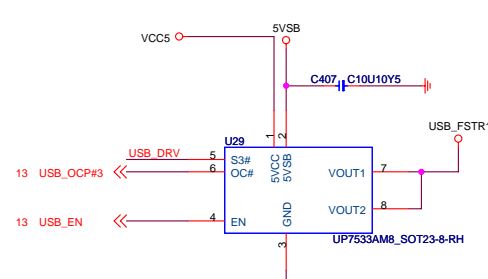 5VSB
VCC5
C407 C10U10Y5
USB_FSTR1
U29
1 2
USB_DRV 5 S3# 5VCC 5VSB
13 USB_OCP#3 6 OC# VOUT1 7
13 USB_EN 4 EN GND VOUT2 8
3 UP7533AM8_SOT23-8-RH